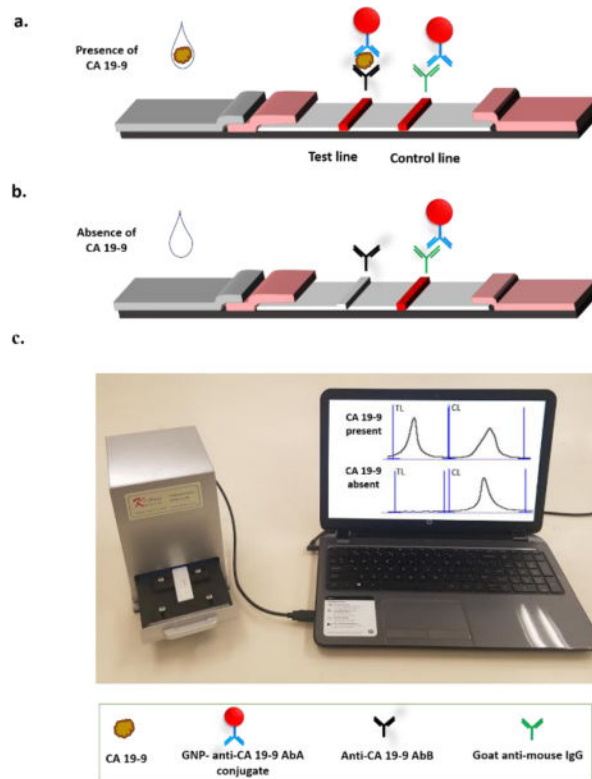 a.
Presence of
CA 19-9
Test line
Control line
b.
Absence of
CA 19-9
c.
CA 19-9
present
TL
CL
CA 19-9
absent
TL
CL
CA 19-9
GNP- anti-CA 19-9 AbA
conjugate
Anti-CA 19-9 AbB
Goat anti-mouse IgG